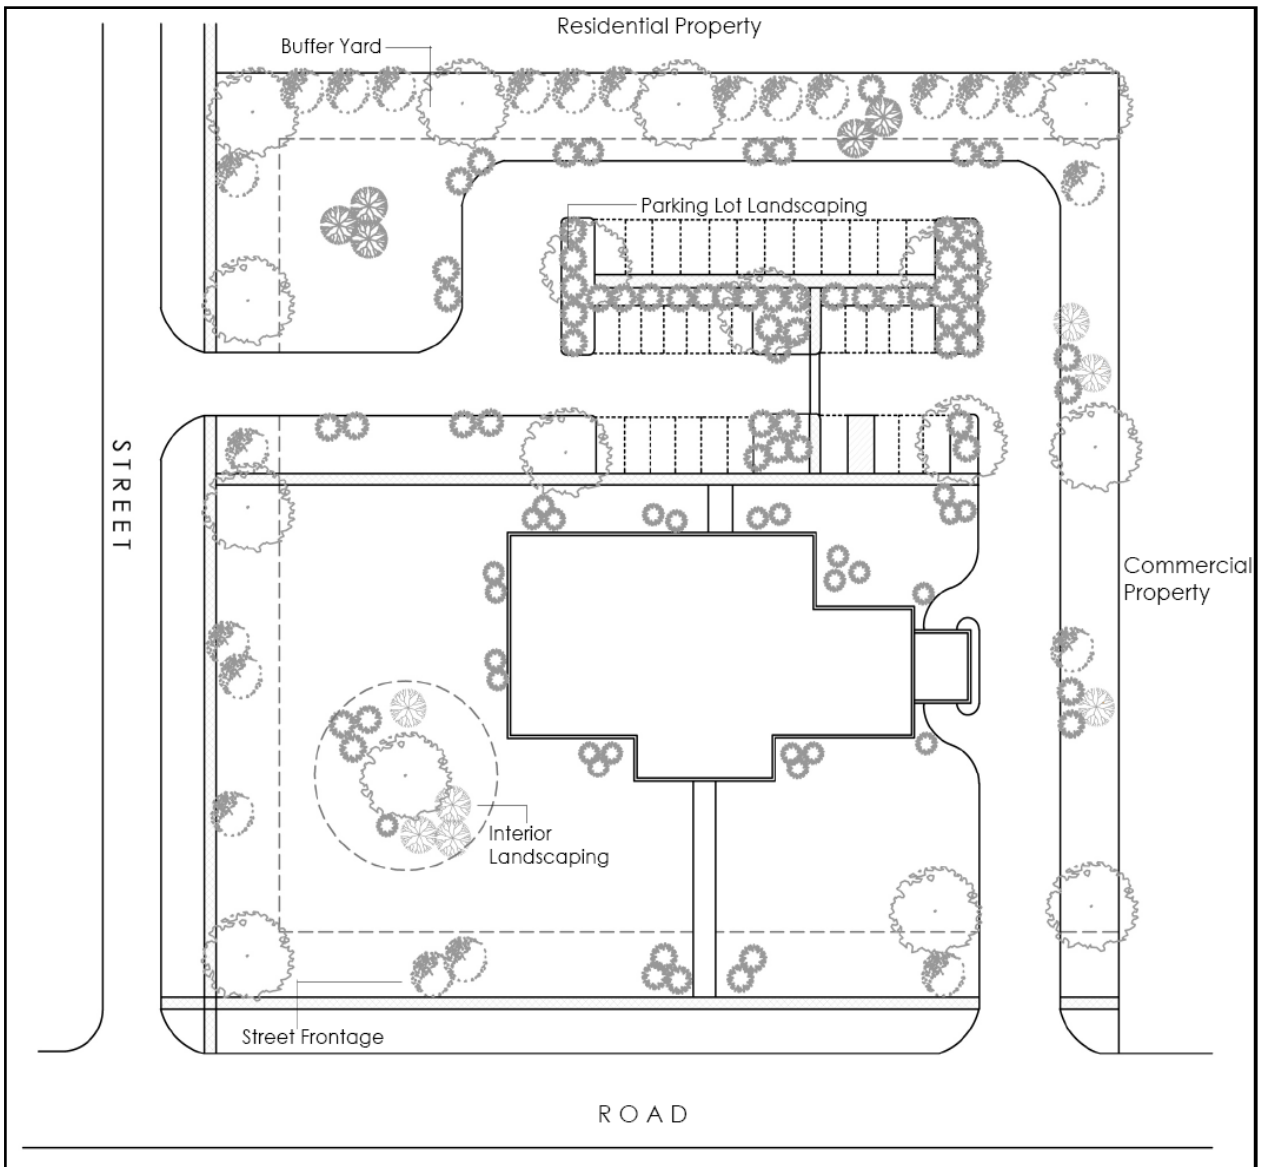 Residential Property
Buffer Yard
Parking Lot Landscaping
STREET
Commercial
Property
Interior
Landscaping
Street Frontage
ROAD